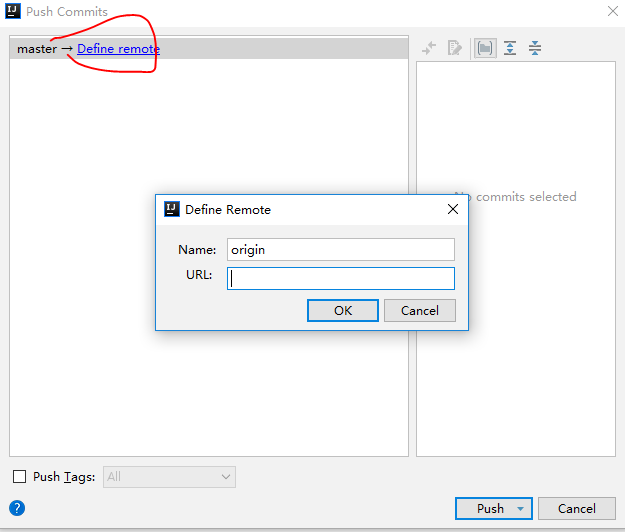 Push Commits
master → Define remote
No commits selected
Define Remote
Name: origin
URL:
OK Cancel
Push Tags: All
Push Cancel